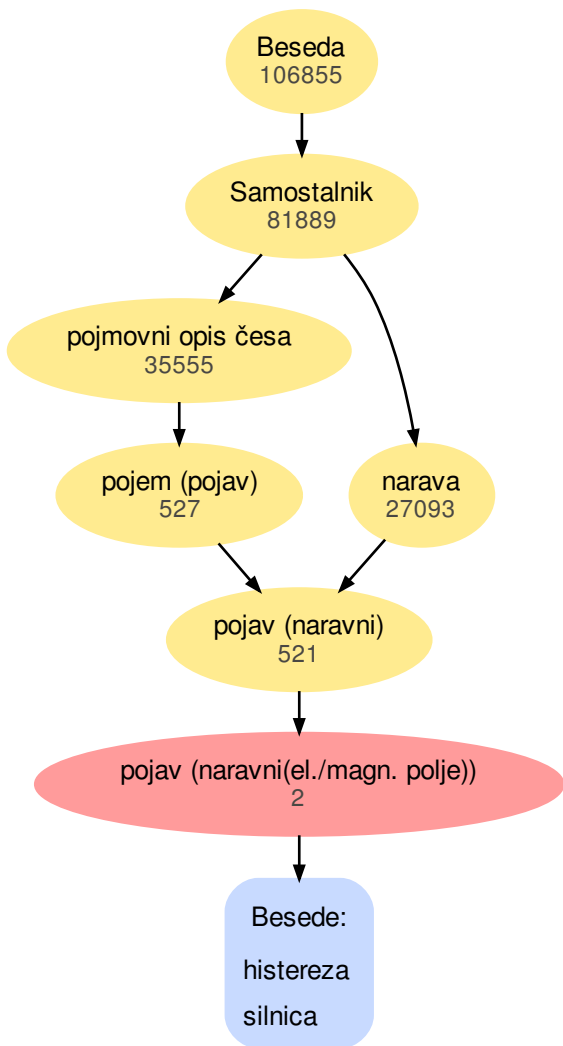 Beseda
106855
Samostalnik
81889
pojmovni opis česa
35555
pojem (pojav)
527
narava
27093
pojav (naravni)
521
pojav (naravni(el./magn. polje))
2
Besede:
histereza
silnica